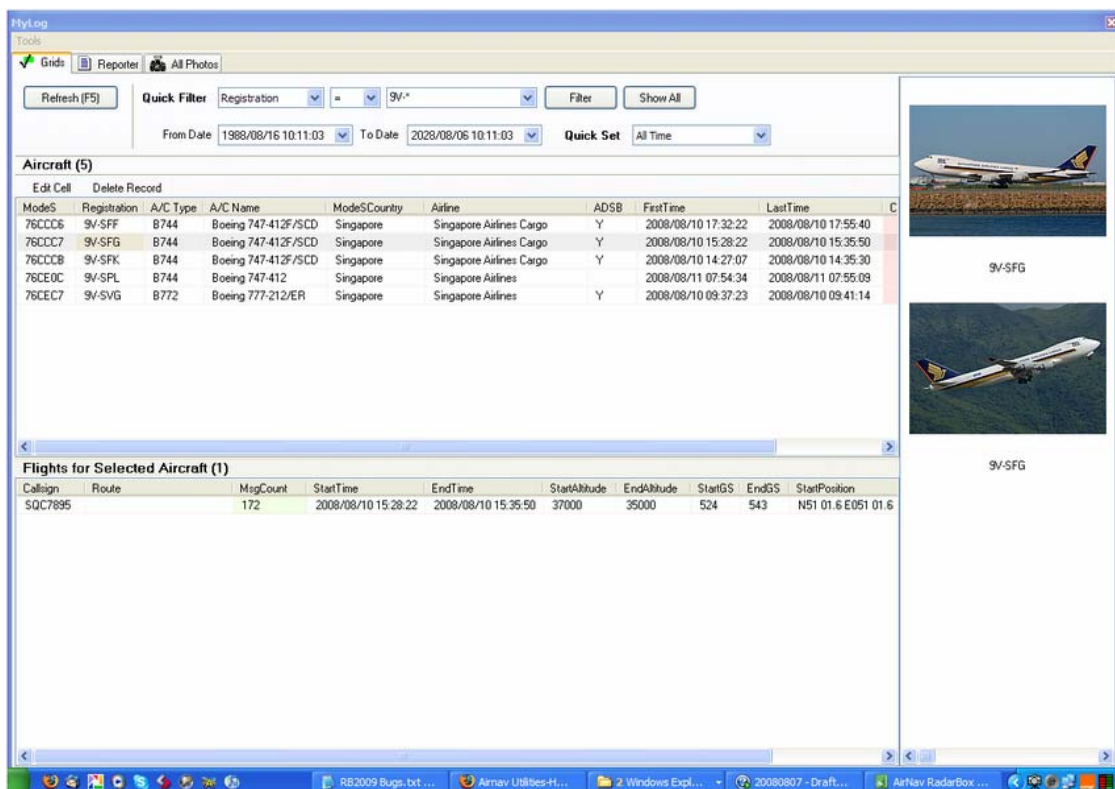 MyLog
Tools
Grids Reporter All Photos
Refresh (F5) Quick Filter Registration = 9V-* Filter Show All
From Date 1988/08/16 10:11:03 To Date 2028/08/06 10:11:03 Quick Set All Time
Aircraft (5)
Edit Cell Delete Record
ModeS Registration A/C Type A/C Name ModeSCountry Airline ADSB FirstTime LastTime C
76CCC6 9V-SFF B744 Boeing 747-412F/SCD Singapore Singapore Airlines Cargo Y 2008/08/10 17:32:22 2008/08/10 17:55:40
76CCC7 9V-SFG B744 Boeing 747-412F/SCD Singapore Singapore Airlines Cargo Y 2008/08/10 15:28:22 2008/08/10 15:35:50
76CCCB 9V-SFK B744 Boeing 747-412F/SCD Singapore Singapore Airlines Cargo Y 2008/08/10 14:27:07 2008/08/10 14:35:30
76CE0C 9V-SPL B744 Boeing 747-412 Singapore Singapore Airlines 2008/08/11 07:54:34 2008/08/11 07:55:09
76CEC7 9V-SVG B772 Boeing 777-212/ER Singapore Singapore Airlines Y 2008/08/10 09:37:23 2008/08/10 09:41:14
9V-SFG
9V-SFG
Flights for Selected Aircraft (1)
Callsign Route MsgCount StartTime EndTime StartAltitude EndAltitude StartGS EndGS StartPosition
SQC7895 172 2008/08/10 15:28:22 2008/08/10 15:35:50 37000 35000 524 543 N51 01.6 E051 01.6
RB2009 Bugs.txt ... Airnav Utilities-H... 2 Windows Expl... 20080807 - Draft... AirNav RadarBox ...